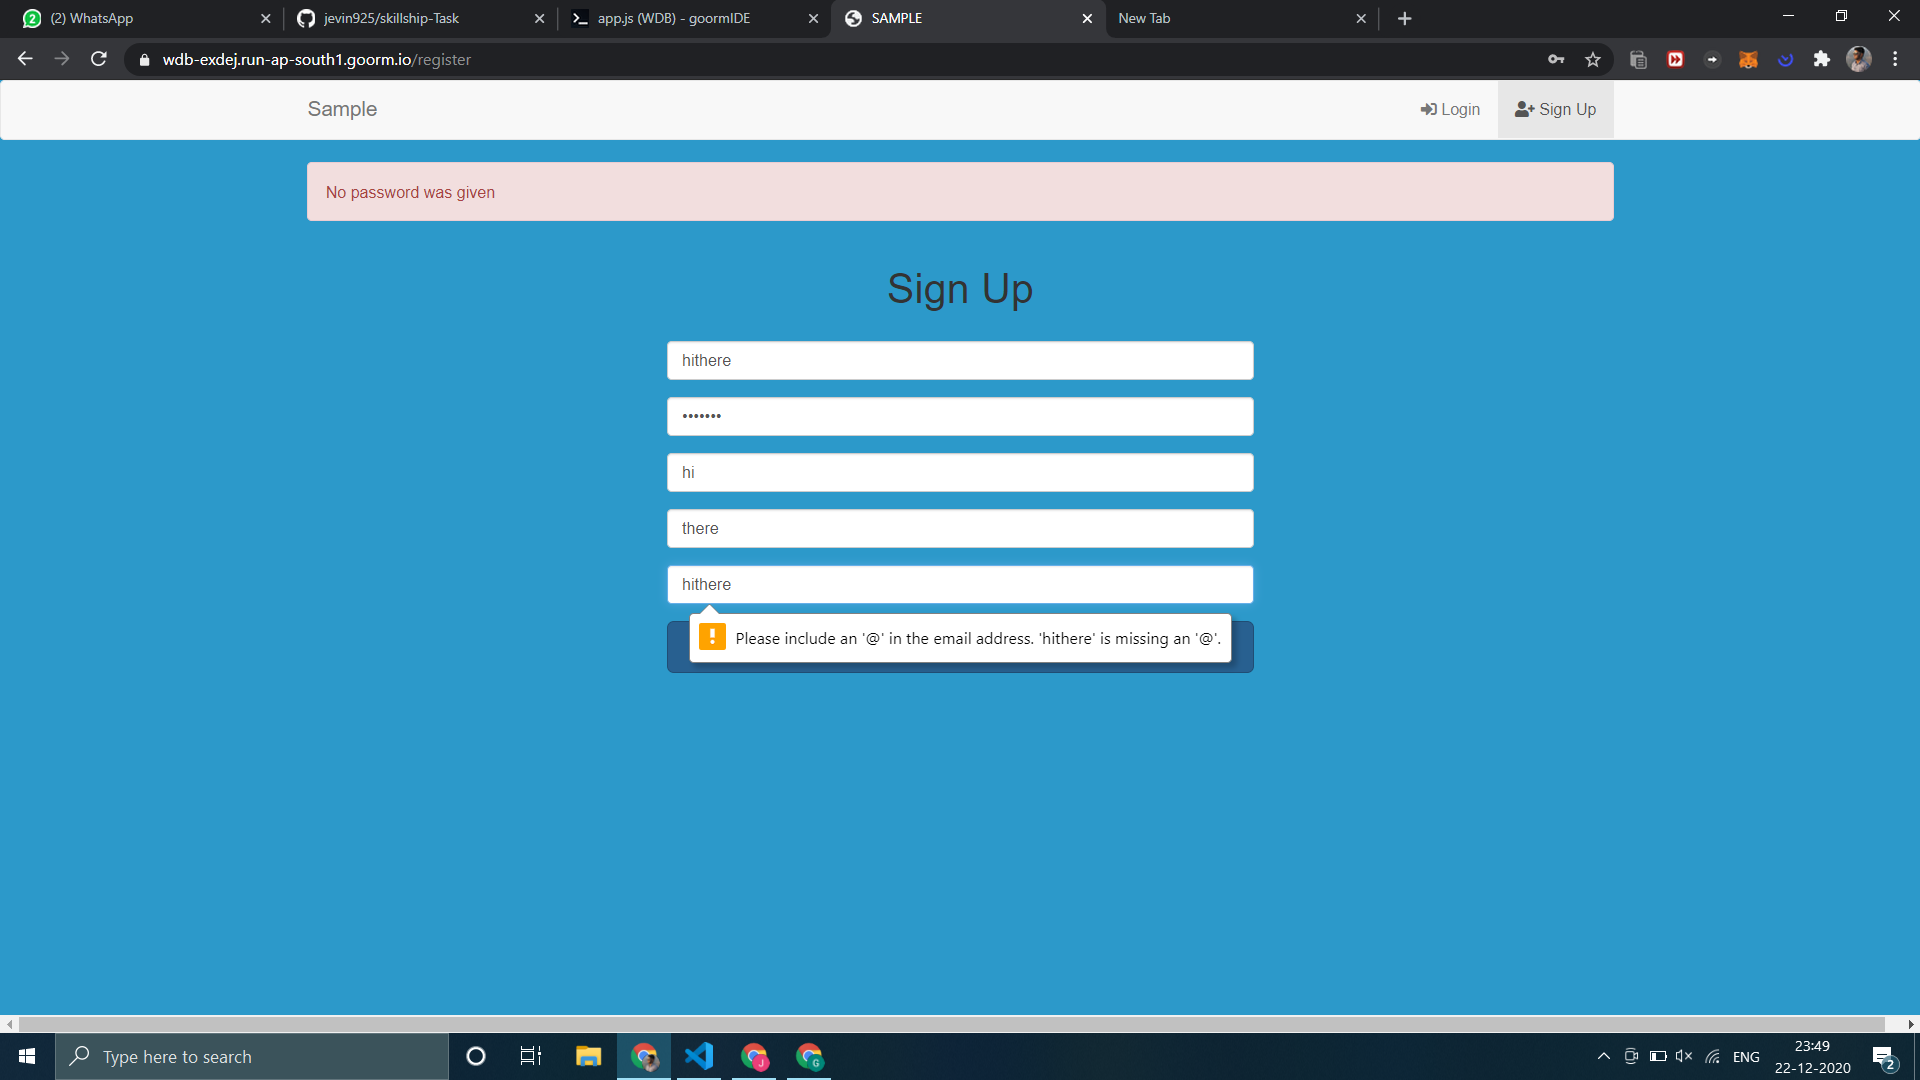 (2) WhatsApp
jevin925/skillship-Task
app.js (WDB) - goormIDE
SAMPLE
New Tab
wdb-exdej.run-ap-south1.goorm.io/register
Sample
Login
Sign Up
No password was given
Sign Up
hithere
•••••••
hi
there
hithere
Please include an '@' in the email address. 'hithere' is missing an '@'.
Type here to search
J
G
ENG
23:49
22-12-2020
2